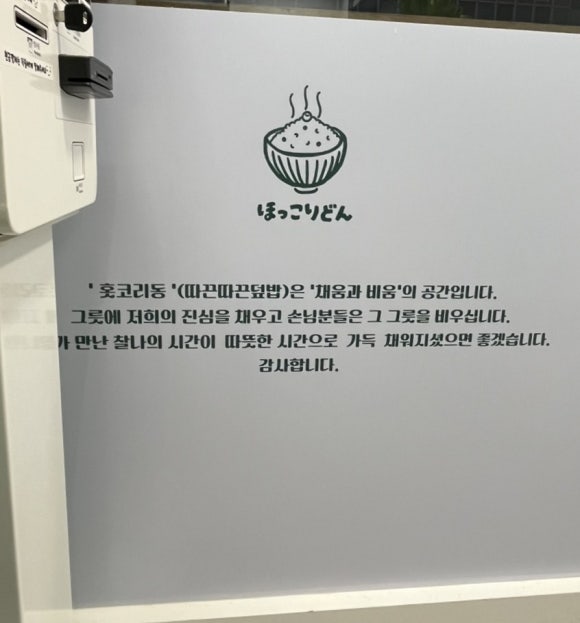 ほっこりどん
' 홋코리동 '(따끈따끈덮밥)은 '채움과 비움'의 공간입니다.
그릇에 저희의 진심을 채우고 손님분들은 그 그릇을 비우십니다.
만난 찰나의 시간이 따뜻한 시간으로 가득 채워지셨으면 좋겠습니다.
감사합니다.